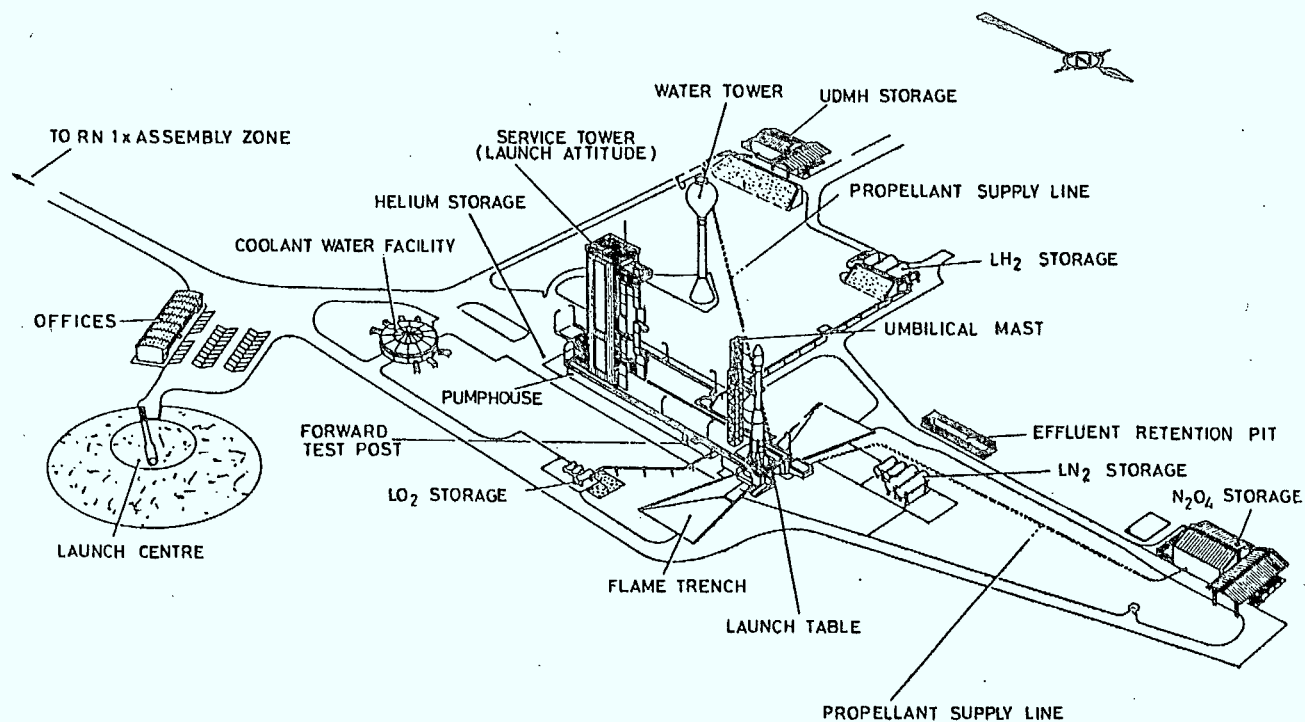 N
WATER TOWER
UDMH STORAGE
TO RN 1x ASSEMBLY ZONE
SERVICE TOWER
(LAUNCH ATTITUDE)
PROPELLANT SUPPLY LINE
HELIUM STORAGE
COOLANT WATER FACILITY
LH₂ STORAGE
OFFICES
UMBILICAL MAST
PUMPHOUSE
FORWARD
TEST POST
EFFLUENT RETENTION PIT
LN₂ STORAGE
LO₂ STORAGE
N₂O₄ STORAGE
LAUNCH CENTRE
FLAME TRENCH
LAUNCH TABLE
PROPELLANT SUPPLY LINE